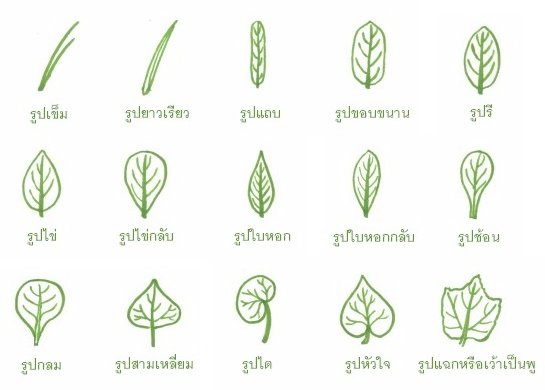 รูปเข็ม รูปยาวเรียว รูปแถบ รูปขอบขนาน รูปรี
รูปไข่ รูปไข่กลับ รูปใบหอก รูปใบหอกกลับ รูปช้อน
รูปกลม รูปสามเหลี่ยม รูปไต รูปหัวใจ รูปแฉกหรือเว้าเป็นพู